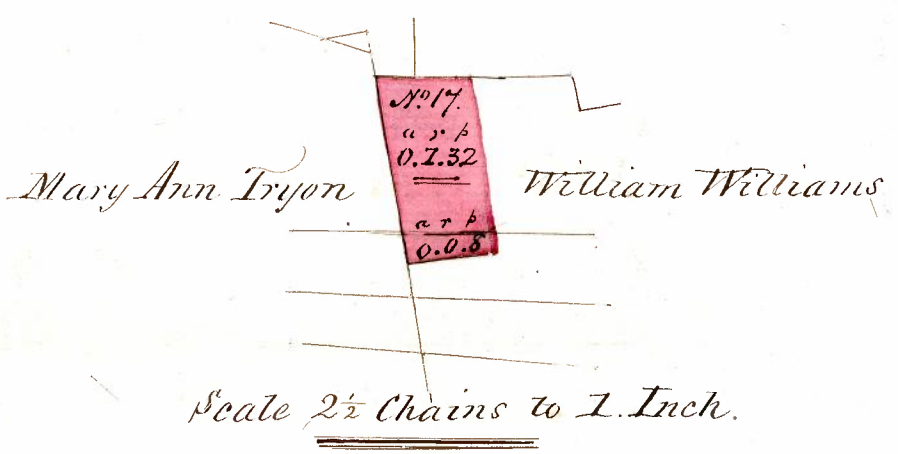 No. 17.
a r p
0.1.32
Mary Ann Tryon
William Williams
a r p
0.0.8
Scale 2½ Chains to 1. Inch.